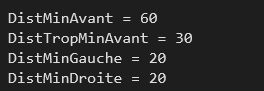 DistMinAvant = 60
DistTropMinAvant = 30
DistMinGauche = 20
DistMinDroite = 20